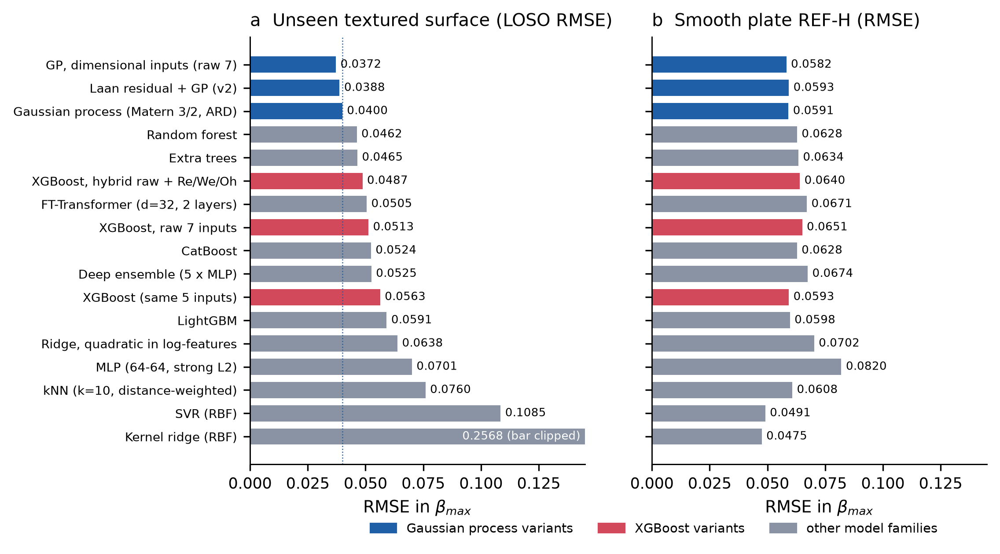 a Unseen textured surface (LOSO RMSE)
GP, dimensional inputs (raw 7) 0.0372
Laan residual + GP (v2) 0.0388
Gaussian process (Matern 3/2, ARD) 0.0400
Random forest 0.0462
Extra trees 0.0465
XGBoost, hybrid raw + Re/We/Oh 0.0487
FT-Transformer (d=32, 2 layers) 0.0505
XGBoost, raw 7 inputs 0.0513
CatBoost 0.0524
Deep ensemble (5 x MLP) 0.0525
XGBoost (same 5 inputs) 0.0563
LightGBM 0.0591
Ridge, quadratic in log-features 0.0638
MLP (64-64, strong L2) 0.0701
kNN (k=10, distance-weighted) 0.0760
SVR (RBF) 0.1085
Kernel ridge (RBF) 0.2568 (bar clipped)
0.000 0.025 0.050 0.075 0.100 0.125
RMSE in βmax
b Smooth plate REF-H (RMSE)
0.0582
0.0593
0.0591
0.0628
0.0634
0.0640
0.0671
0.0651
0.0628
0.0674
0.0593
0.0598
0.0702
0.0820
0.0608
0.0491
0.0475
0.000 0.025 0.050 0.075 0.100 0.125
RMSE in βmax
Gaussian process variants XGBoost variants other model families